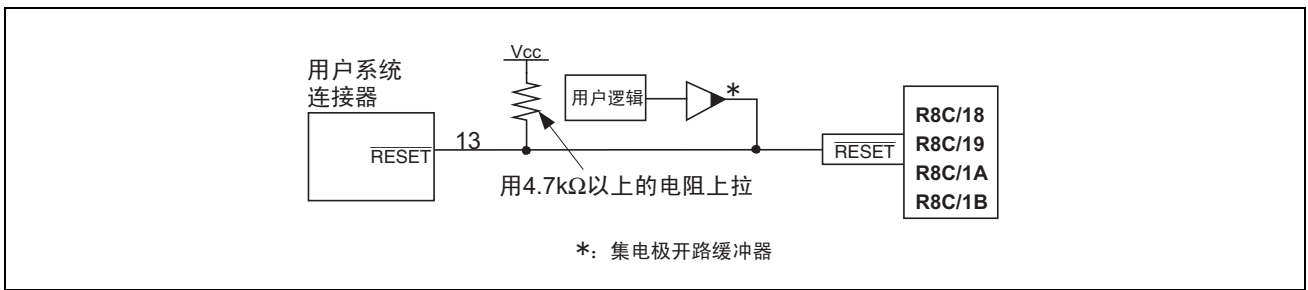 Vcc
用户系统
连接器
用户逻辑
*
RESET
13
RESET
R8C/18
R8C/19
R8C/1A
R8C/1B
用4.7kΩ以上的电阻上拉
*: 集电极开路缓冲器